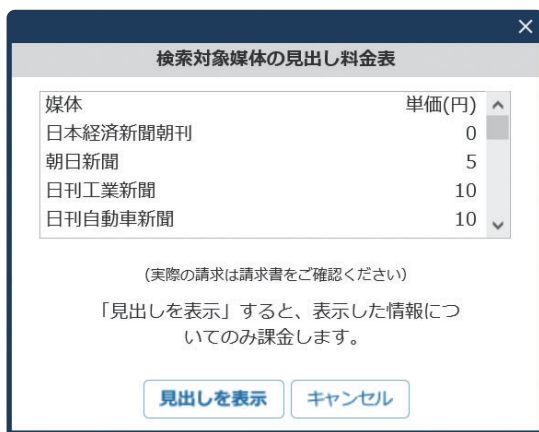 検索対象媒体の見出し料金表
媒体 単価(円)
日本経済新聞朝刊 0
朝日新聞 5
日刊工業新聞 10
日刊自動車新聞 10
(実際の請求は請求書をご確認ください)
「見出しを表示」すると、表示した情報につ
いてのみ課金します。
見出しを表示 キャンセル